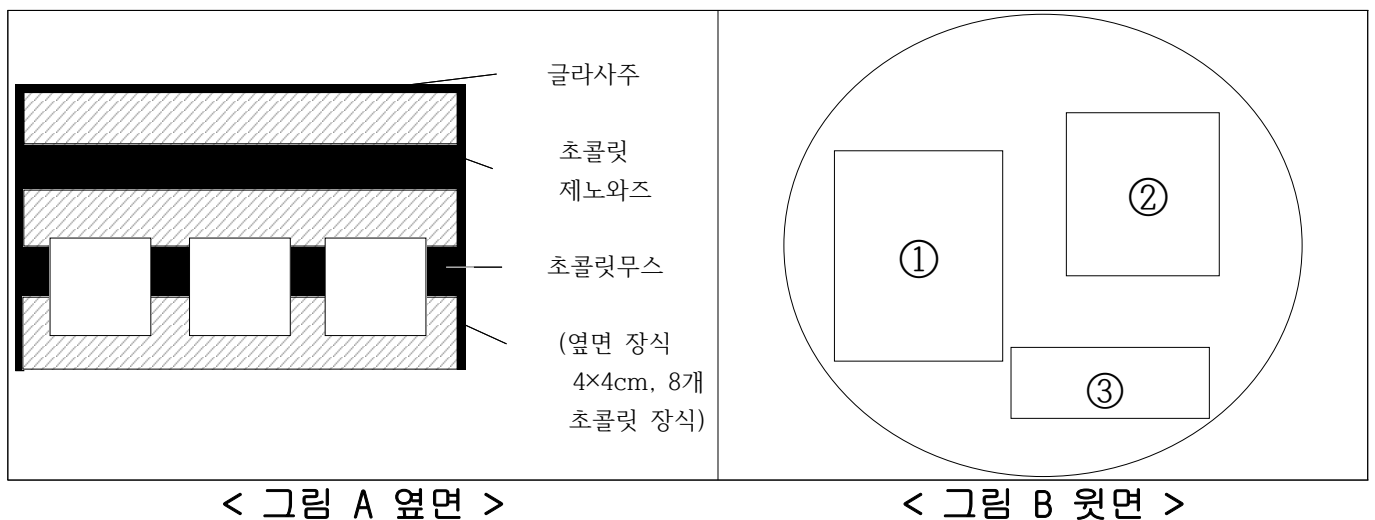 글라사주
초콜릿
제노와즈
초콜릿무스
(옆면 장식
4×4cm, 8개
초콜릿 장식)
①
②
③
< 그림 A 옆면 >
< 그림 B 윗면 >